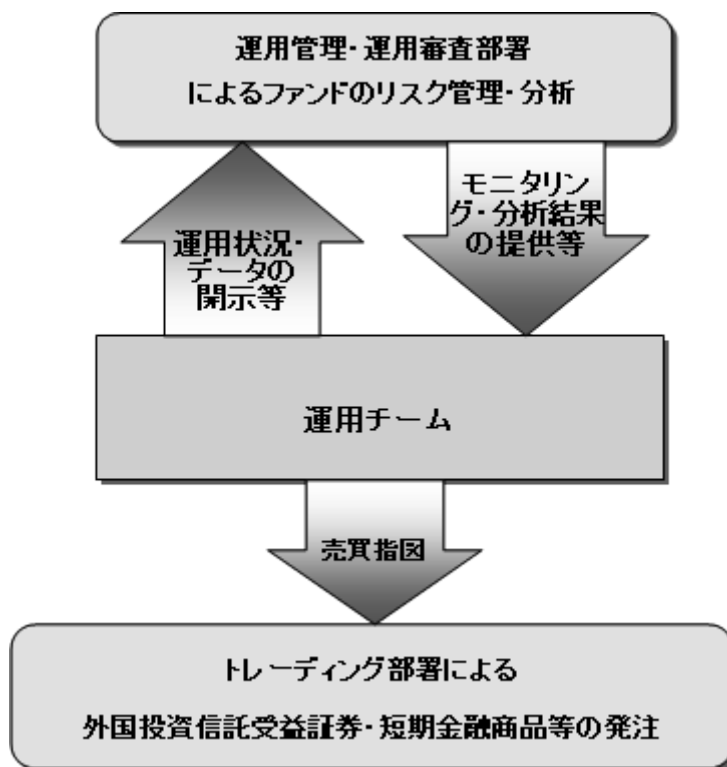 運用管理・運用審査部署
によるファンドのリスク管理・分析
運用状況・
データの
開示等
モニタリン
グ・分析結果
の提供等
運用チーム
売買指図
トレーディング部署による
外国投資信託受益証券・短期金融商品等の発注